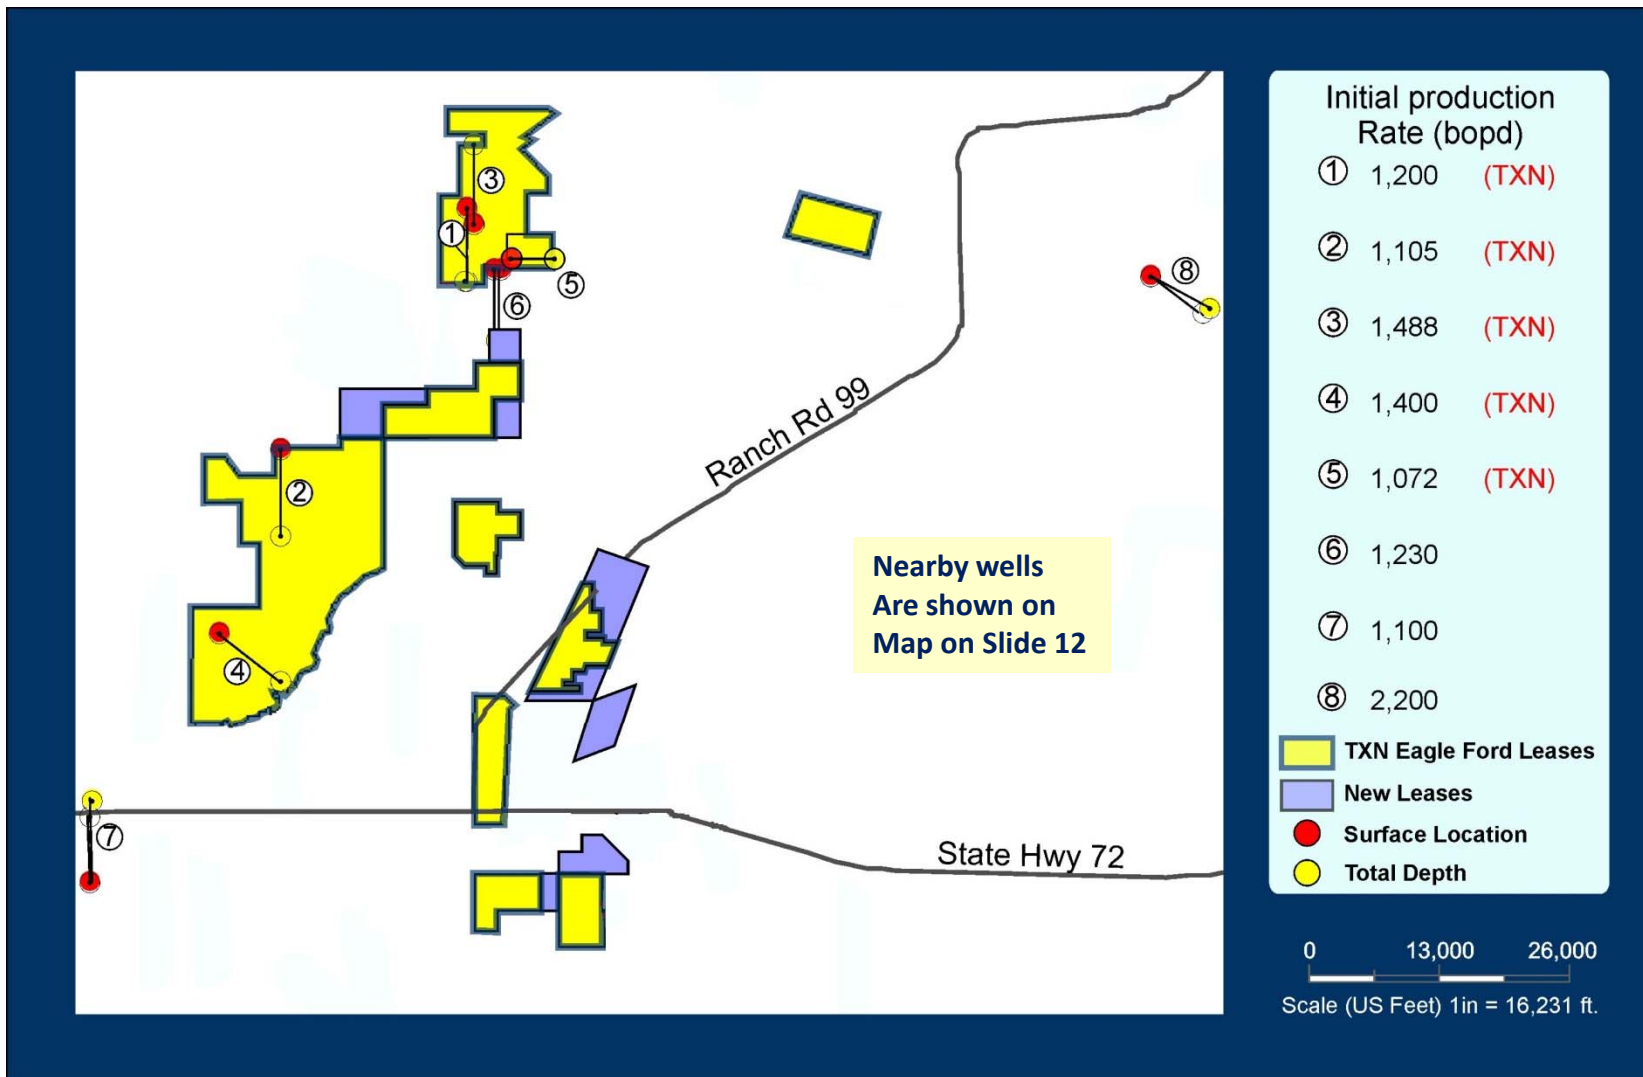 ③
①
⑤
⑥
⑧
Ranch Rd 99
②
Nearby wells
Are shown on
Map on Slide 12
④
⑦
State Hwy 72
Initial production
Rate (bopd)
① 1,200 (TXN)
② 1,105 (TXN)
③ 1,488 (TXN)
④ 1,400 (TXN)
⑤ 1,072 (TXN)
⑥ 1,230
⑦ 1,100
⑧ 2,200
TXN Eagle Ford Leases
New Leases
Surface Location
Total Depth
0 13,000 26,000
Scale (US Feet) 1in = 16,231 ft.